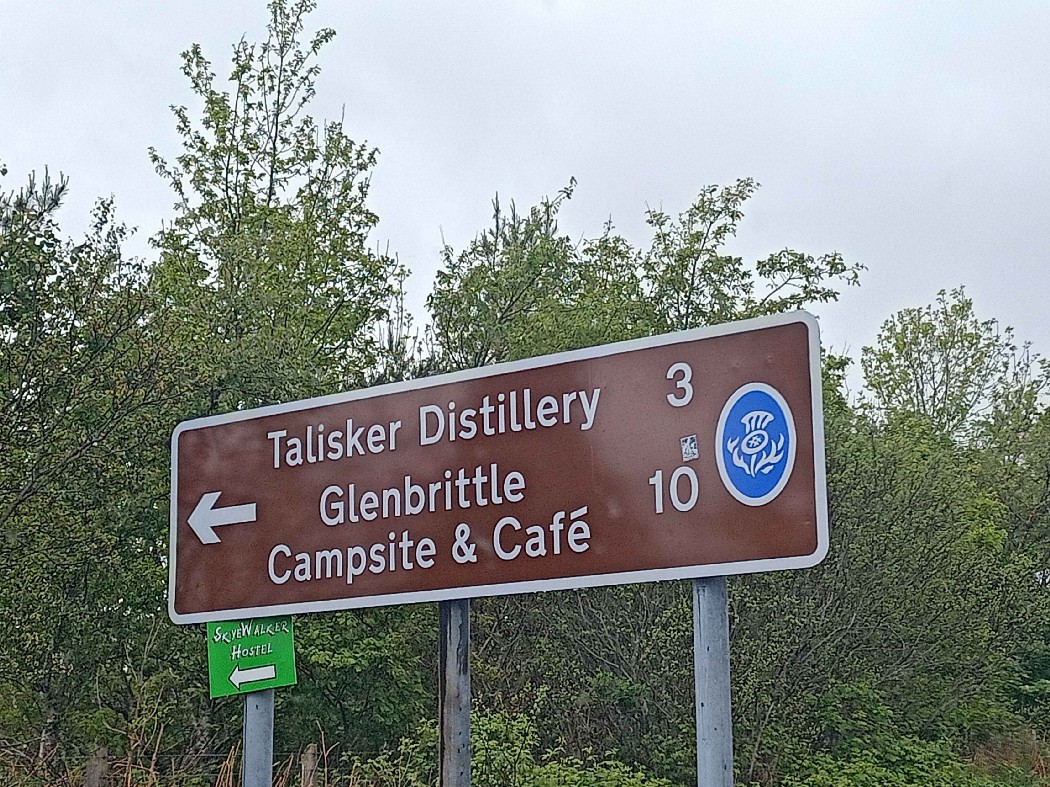 Talisker Distillery 3
Glenbrittle
Campsite & Café 10
SkyeWalker
Hostel